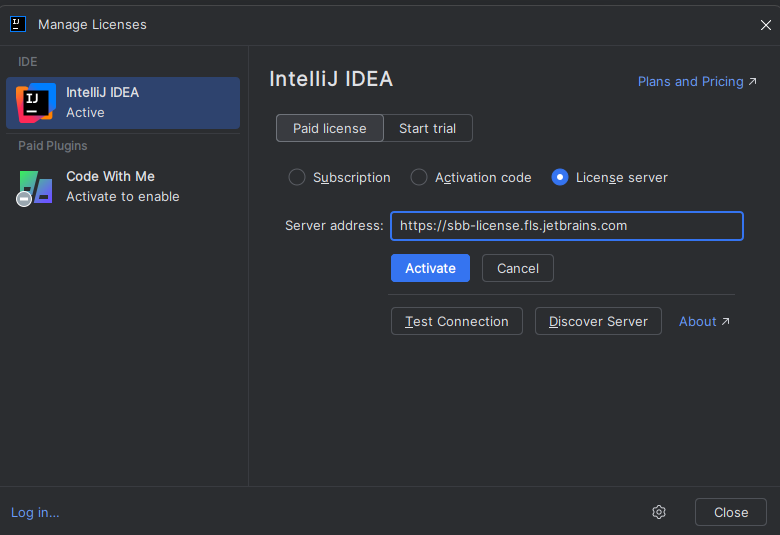 IJ Manage Licenses
IDE
IntelliJ IDEA
Active
IJ
Paid Plugins
Code With Me
Activate to enable
IntelliJ IDEA
Plans and Pricing ↗
Paid license Start trial
Subscription Activation code License server
Server address: https://sbb-license.fls.jetbrains.com
Activate Cancel
Test Connection Discover Server About ↗
Log in... Close